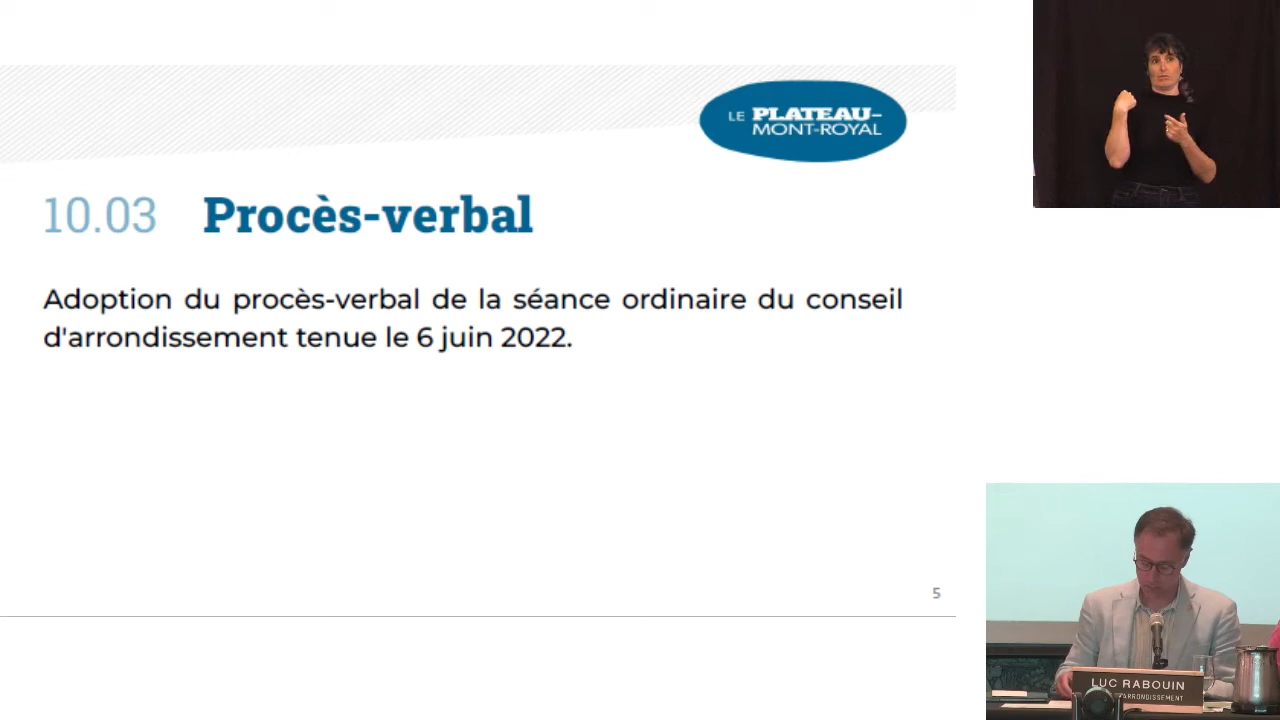 LE PLATEAU-
MONT-ROYAL
10.03 Procès-verbal
Adoption du procès-verbal de la séance ordinaire du conseil
d'arrondissement tenue le 6 juin 2022.
5
LUC RABOUIN
D'ARRONDISSEMENT